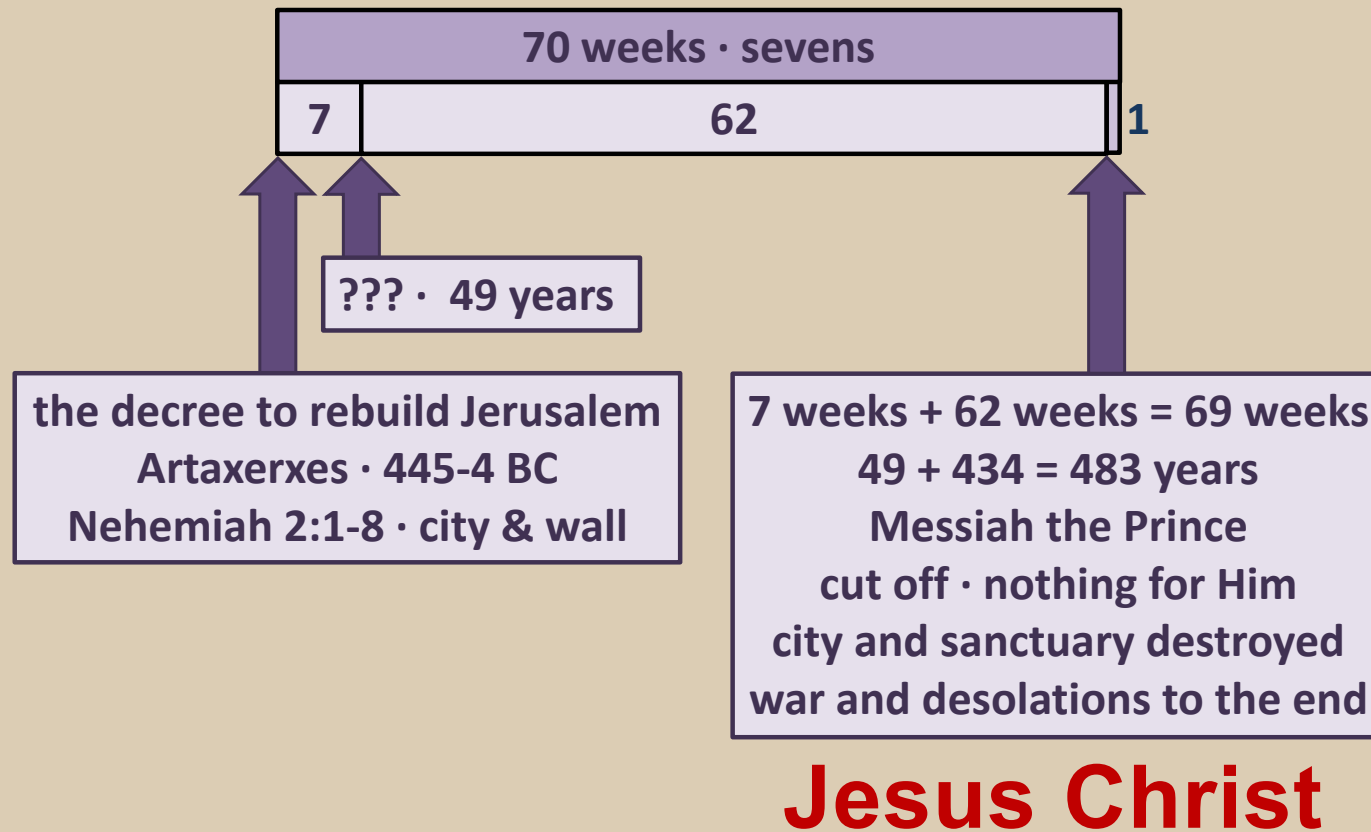 70 weeks · sevens
7
62
1
??? · 49 years
the decree to rebuild Jerusalem
Artaxerxes · 445-4 BC
Nehemiah 2:1-8 · city & wall
7 weeks + 62 weeks = 69 weeks
49 + 434 = 483 years
Messiah the Prince
cut off · nothing for Him
city and sanctuary destroyed
war and desolations to the end
Jesus Christ